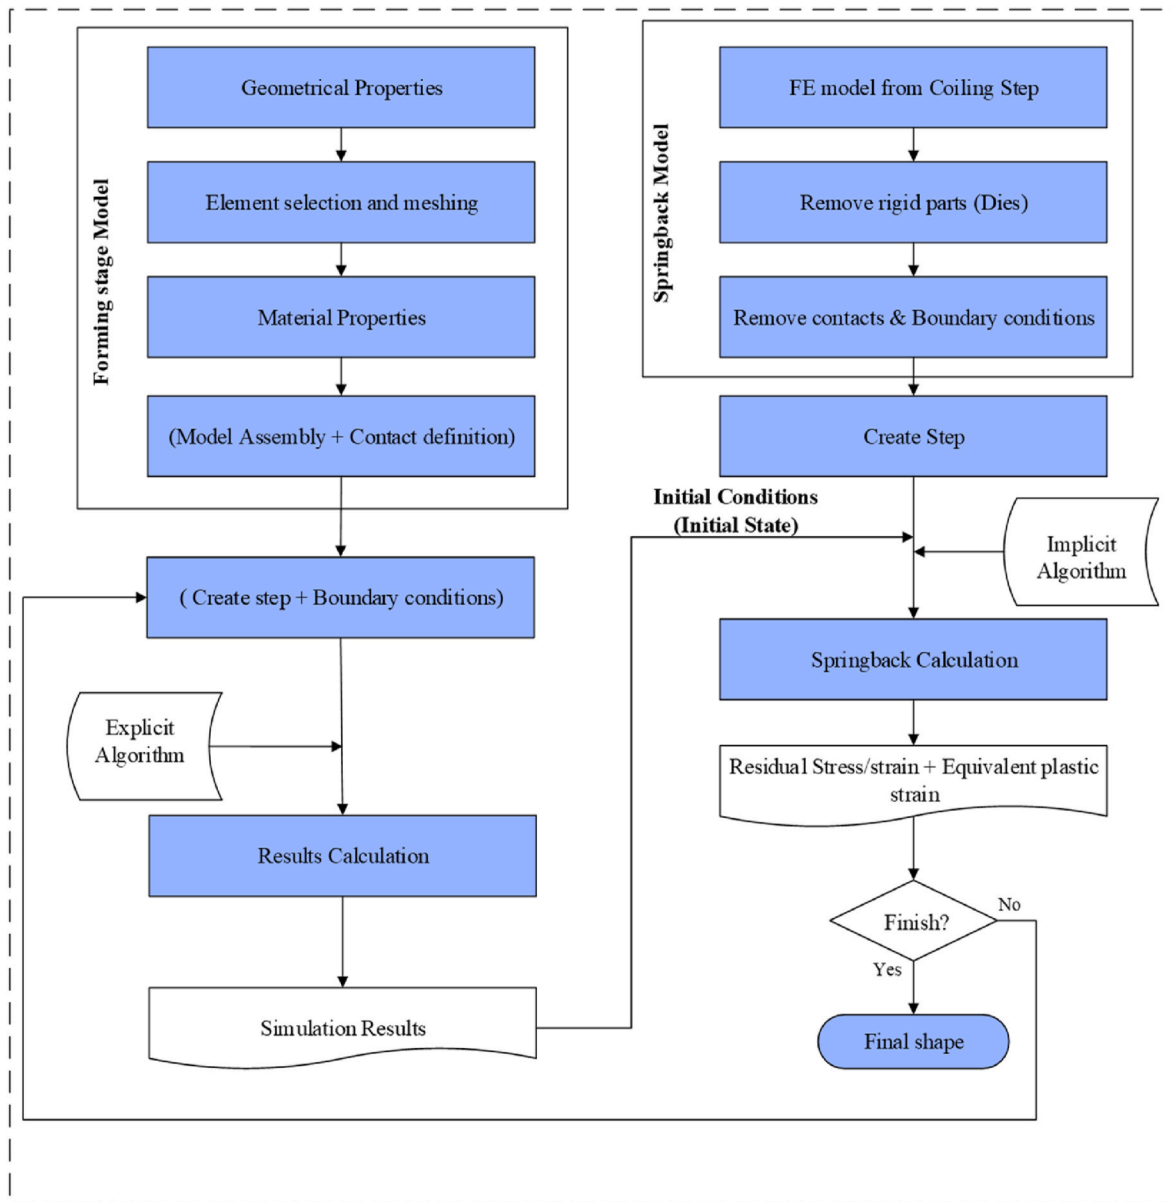 Forming stage Model
Geometrical Properties
Element selection and meshing
Material Properties
(Model Assembly + Contact definition)
( Create step + Boundary conditions)
Explicit
Algorithm
Results Calculation
Simulation Results
Springback Model
FE model from Coiling Step
Remove rigid parts (Dies)
Remove contacts & Boundary conditions
Create Step
Initial Conditions
(Initial State)
Implicit
Algorithm
Springback Calculation
Residual Stress/strain + Equivalent plastic
strain
Finish?
No
Yes
Final shape